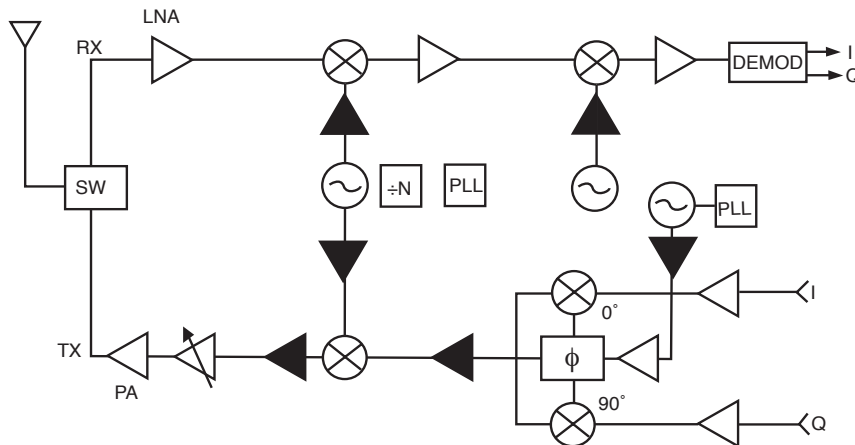 LNA
RX
DEMOD
I
Q
SW
÷N
PLL
PLL
I
0°
TX
ϕ
PA
90°
Q